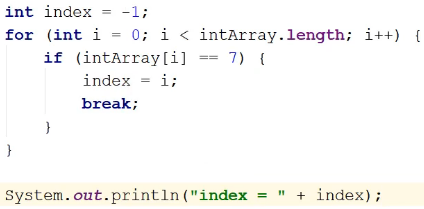 int index = -1;
for (int i = 0; i < intArray.length; i++) {
    if (intArray[i] == 7) {
        index = i;
        break;
    }
}

System.out.println("index = " + index);